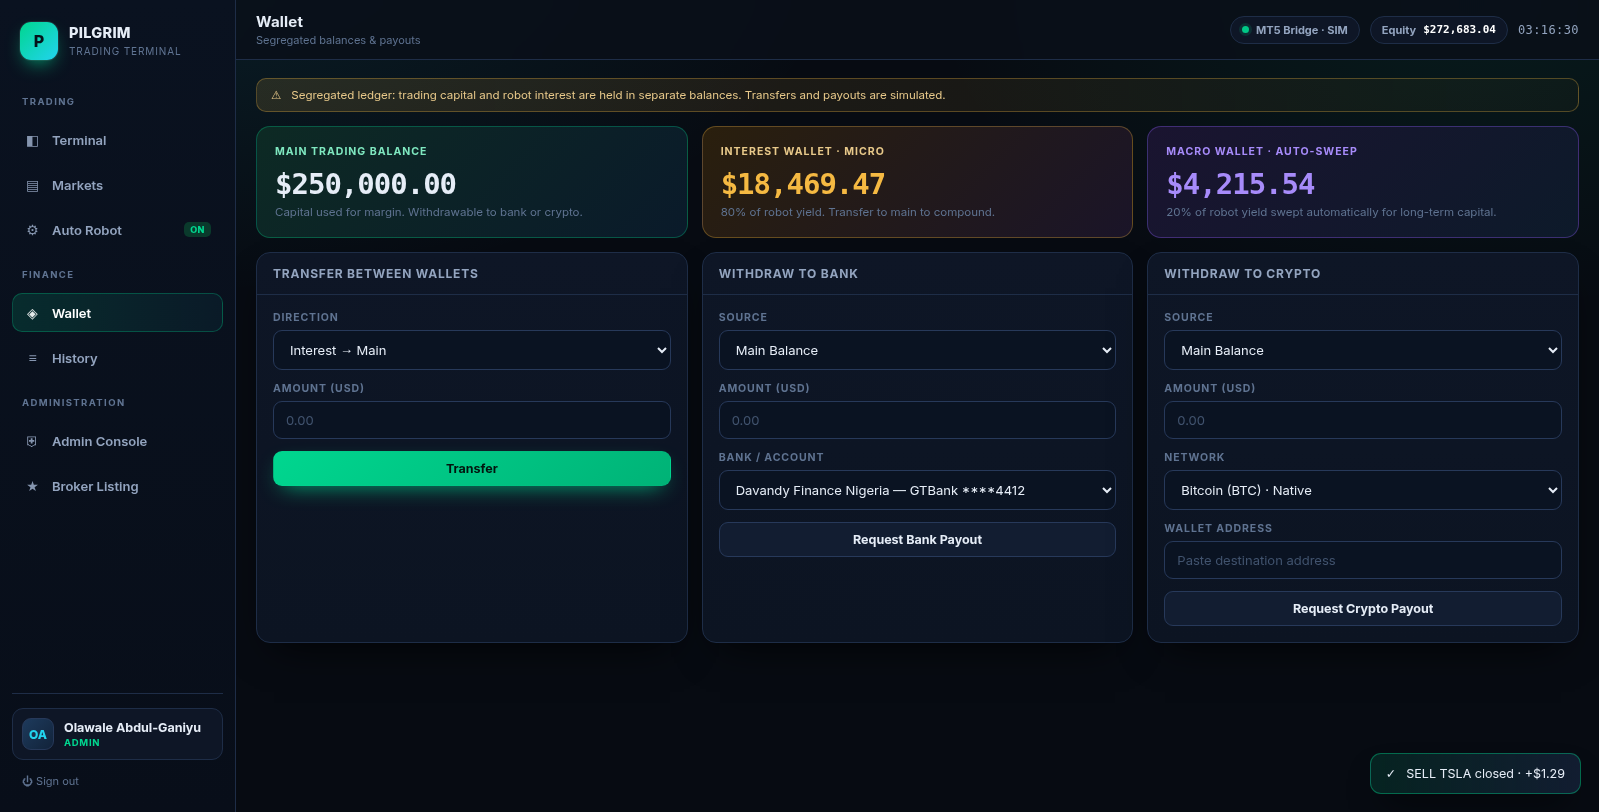 P
PILGRIM
TRADING TERMINAL
TRADING
Terminal
Markets
Auto Robot
ON
FINANCE
Wallet
History
ADMINISTRATION
Admin Console
Broker Listing
OA
Olawale Abdul-Ganiyu
ADMIN
Sign out
Wallet
Segregated balances & payouts
MT5 Bridge · SIM
Equity $272,683.04
03:16:30
⚠ Segregated ledger: trading capital and robot interest are held in separate balances. Transfers and payouts are simulated.
MAIN TRADING BALANCE
$250,000.00
Capital used for margin. Withdrawable to bank or crypto.
INTEREST WALLET · MICRO
$18,469.47
80% of robot yield. Transfer to main to compound.
MACRO WALLET · AUTO-SWEEP
$4,215.54
20% of robot yield swept automatically for long-term capital.
TRANSFER BETWEEN WALLETS
DIRECTION
Interest → Main
AMOUNT (USD)
0.00
Transfer
WITHDRAW TO BANK
SOURCE
Main Balance
AMOUNT (USD)
0.00
BANK / ACCOUNT
Davandy Finance Nigeria — GTBank ****4412
Request Bank Payout
WITHDRAW TO CRYPTO
SOURCE
Main Balance
AMOUNT (USD)
0.00
NETWORK
Bitcoin (BTC) · Native
WALLET ADDRESS
Paste destination address
Request Crypto Payout
✓ SELL TSLA closed · +$1.29